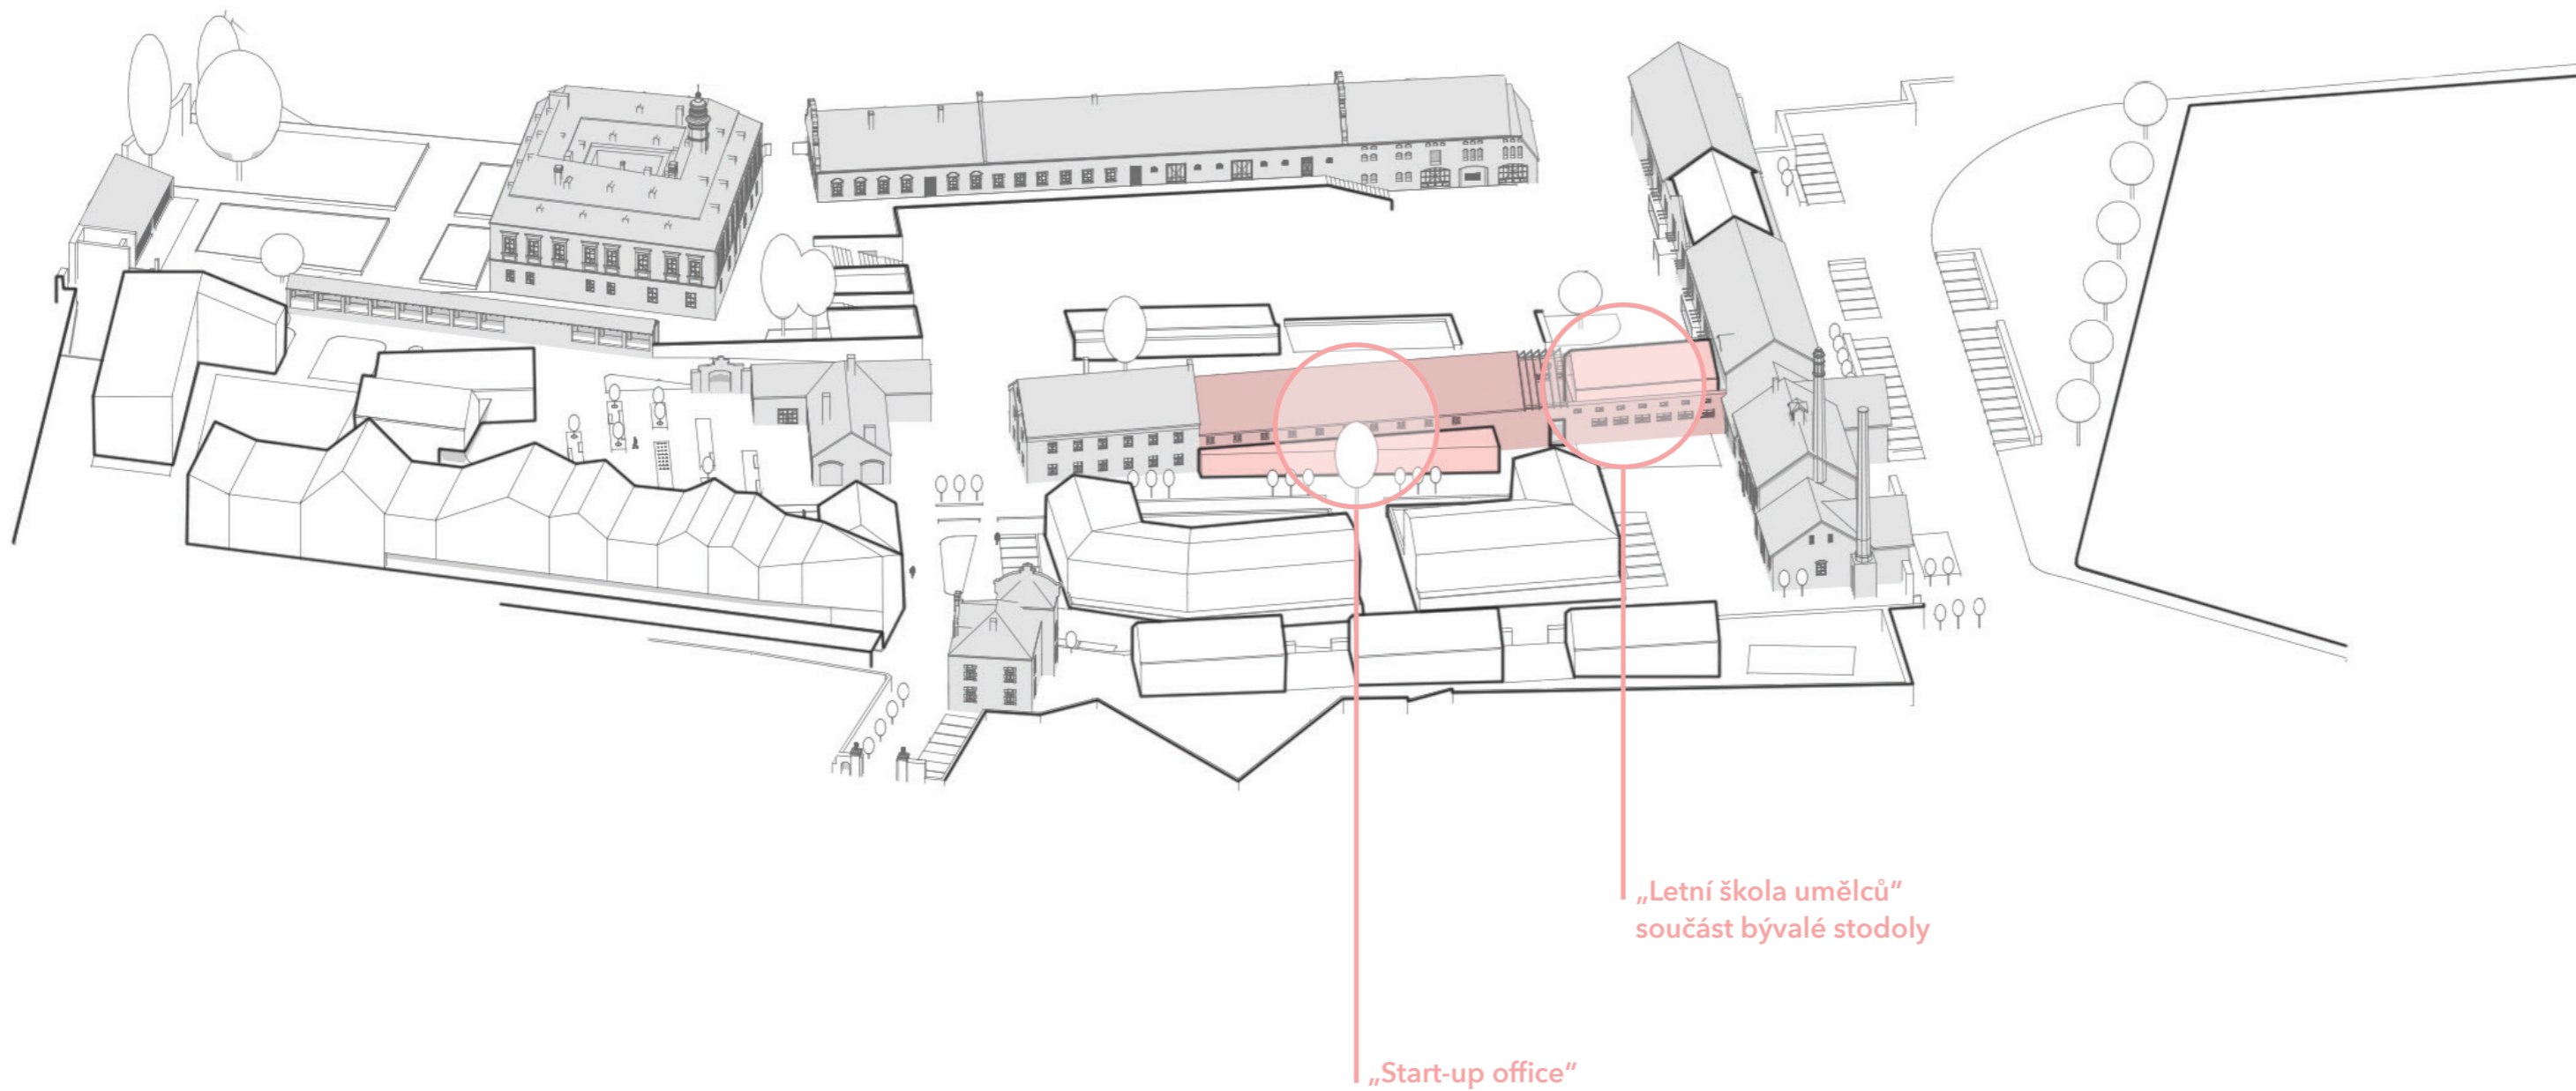 „Letní škola umělců“
součást bývalé stodoly
„Start-up office“